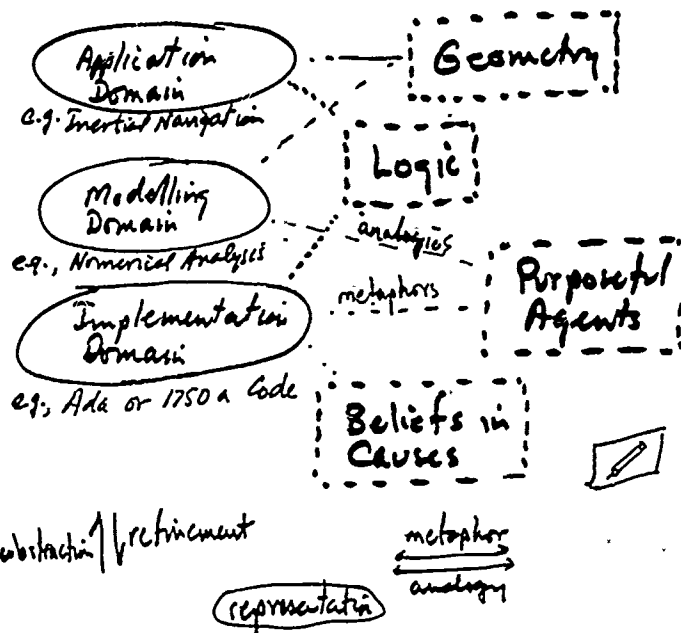 Application
Domain
e.g. Inertial Navigation
Geometry
Logic
Modelling
Domain
e.g., Numerical Analysis
analogies
metaphors
Purposeful
Agents
Implementation
Domain
e.g., Ada or 1750a Code
Beliefs in
Causes
abstraction
refinement
metaphor
analogy
representation